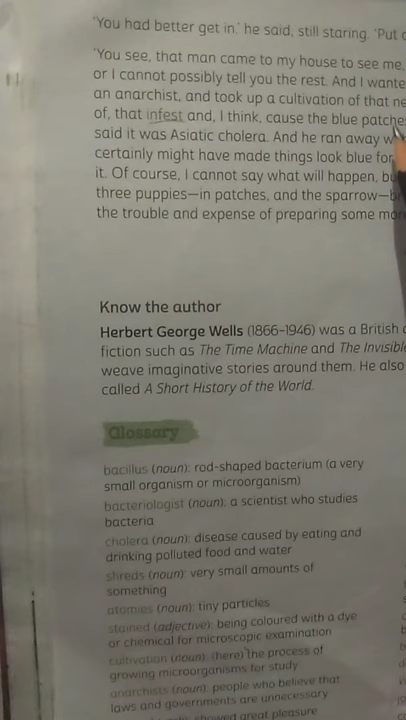 'You had better get in.' he said, still staring. 'Put
'You see, that man came to my house to see me,
or I cannot possibly tell you the rest. And I wante
an anarchist, and took up a cultivation of that ne
of, that infest and, I think, cause the blue patche
said it was Asiatic cholera. And he ran away w
certainly might have made things look blue for
it. Of course, I cannot say what will happen, bu
three puppies—in patches, and the sparrow—br
the trouble and expense of preparing some mor
Know the author
Herbert George Wells (1866–1946) was a British
fiction such as The Time Machine and The Invisible
weave imaginative stories around them. He also
called A Short History of the World.
Glossary
bacillus (noun): rod-shaped bacterium (a very
small organism or microorganism)
bacteriologist (noun): a scientist who studies
bacteria
cholera (noun): disease caused by eating and
drinking polluted food and water
shreds (noun): very small amounts of
something
atomies (noun): tiny particles
stained (adjective): being coloured with a dye
or chemical for microscopic examination
cultivation (noun): (here) the process of
growing microorganisms for study
anarchists (noun): people who believe that
laws and governments are unnecessary
showed great pleasure